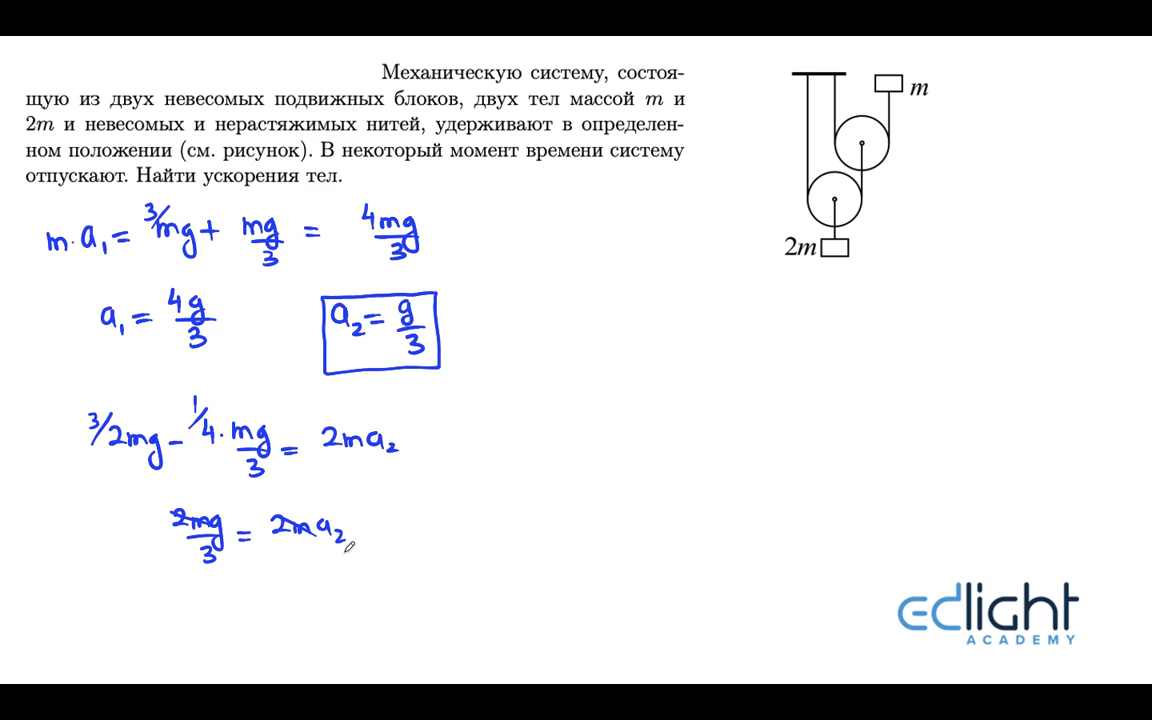 Механическую систему, состоя-
щую из двух невесомых подвижных блоков, двух тел массой m и
2m и невесомых и нерастяжимых нитей, удерживают в определен-
ном положении (см. рисунок). В некоторый момент времени систему
отпускают. Найти ускорения тел.
m
2m
m·a₁ = ³/mg + mg/3 = 4mg/3
a₁ = 4g/3
a₂ = g/3
³/2mg - ¹/4·mg/3 = 2ma₂
2mg/3 = 2ma₂
edlight
ACADEMY